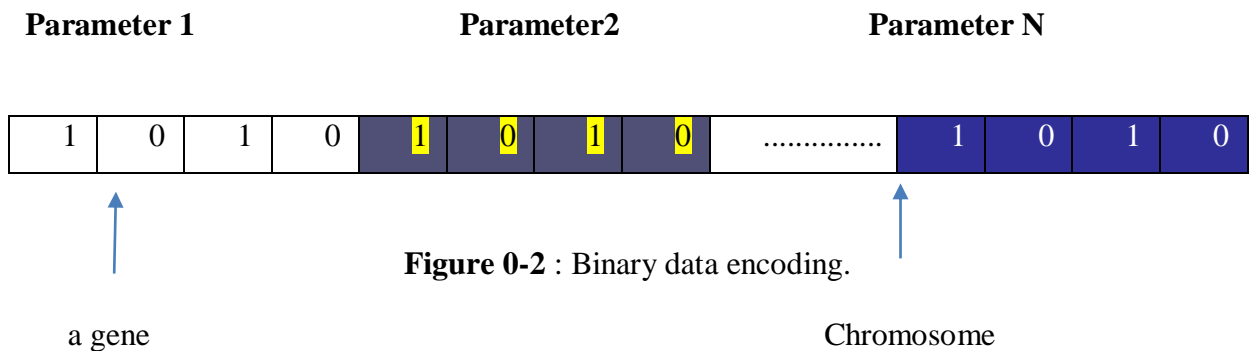 Parameter 1 Parameter2 Parameter N
1 0 1 0 1 0 1 0 ............... 1 0 1 0
Figure 0-2 : Binary data encoding.
a gene Chromosome